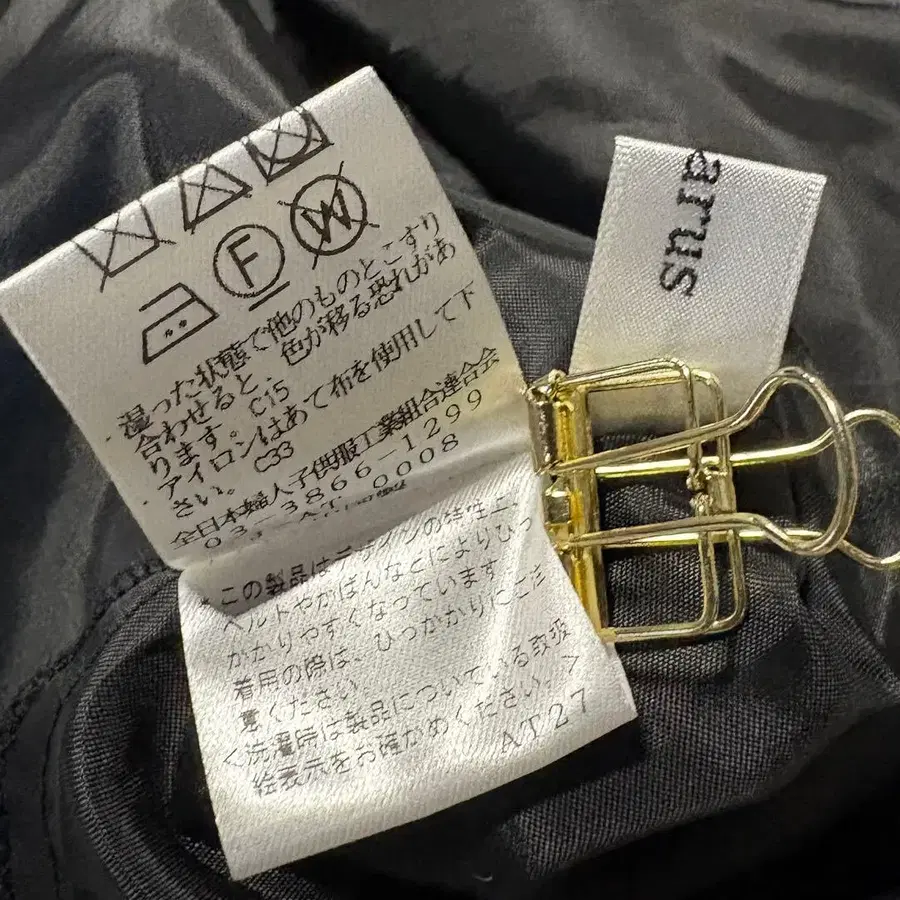 F W
・湿った状態で他のものとこすり
合わせると、色が移る恐れがあ
ります。C15
・アイロンはあて布を使用して下
さい。C33
全日本婦人子供服工業組合連合会
03-3866-1299
AT 0008
＊この製品はデザインの特性上
ベルトやかばんなどによりひっ
かかりやすくなっています。
着用の際は、ひっかかりにご注
意ください。
＜洗濯時は製品についている取扱
絵表示をお確かめください。＞
AT27
arus